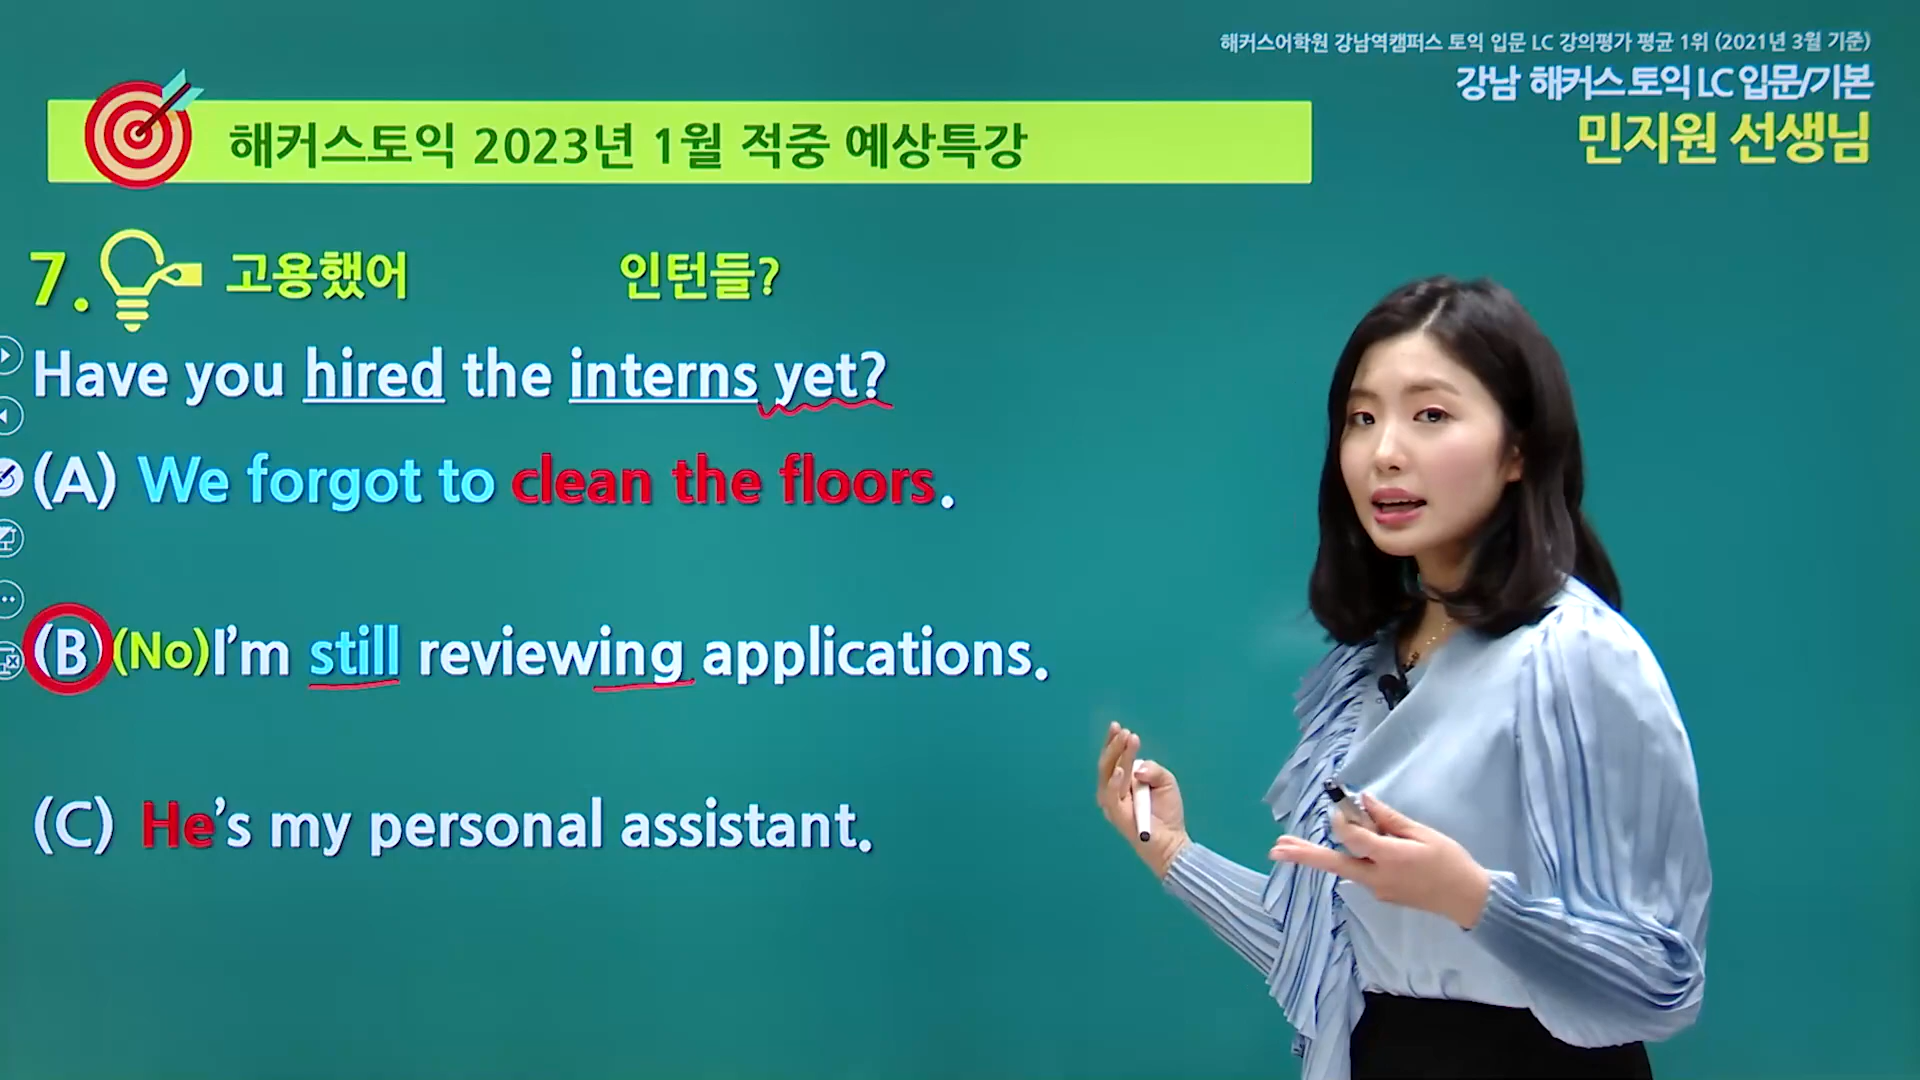 해커스어학원 강남역캠퍼스 토익 입문 LC 강의평가 평균 1위 (2021년 3월 기준)
강남 해커스 토익 LC 입문/기본
민지원 선생님
해커스토익 2023년 1월 적중 예상특강
7. 고용했어 인턴들?
Have you hired the interns yet?
(A) We forgot to clean the floors.
(B) (No) I'm still reviewing applications.
(C) He's my personal assistant.